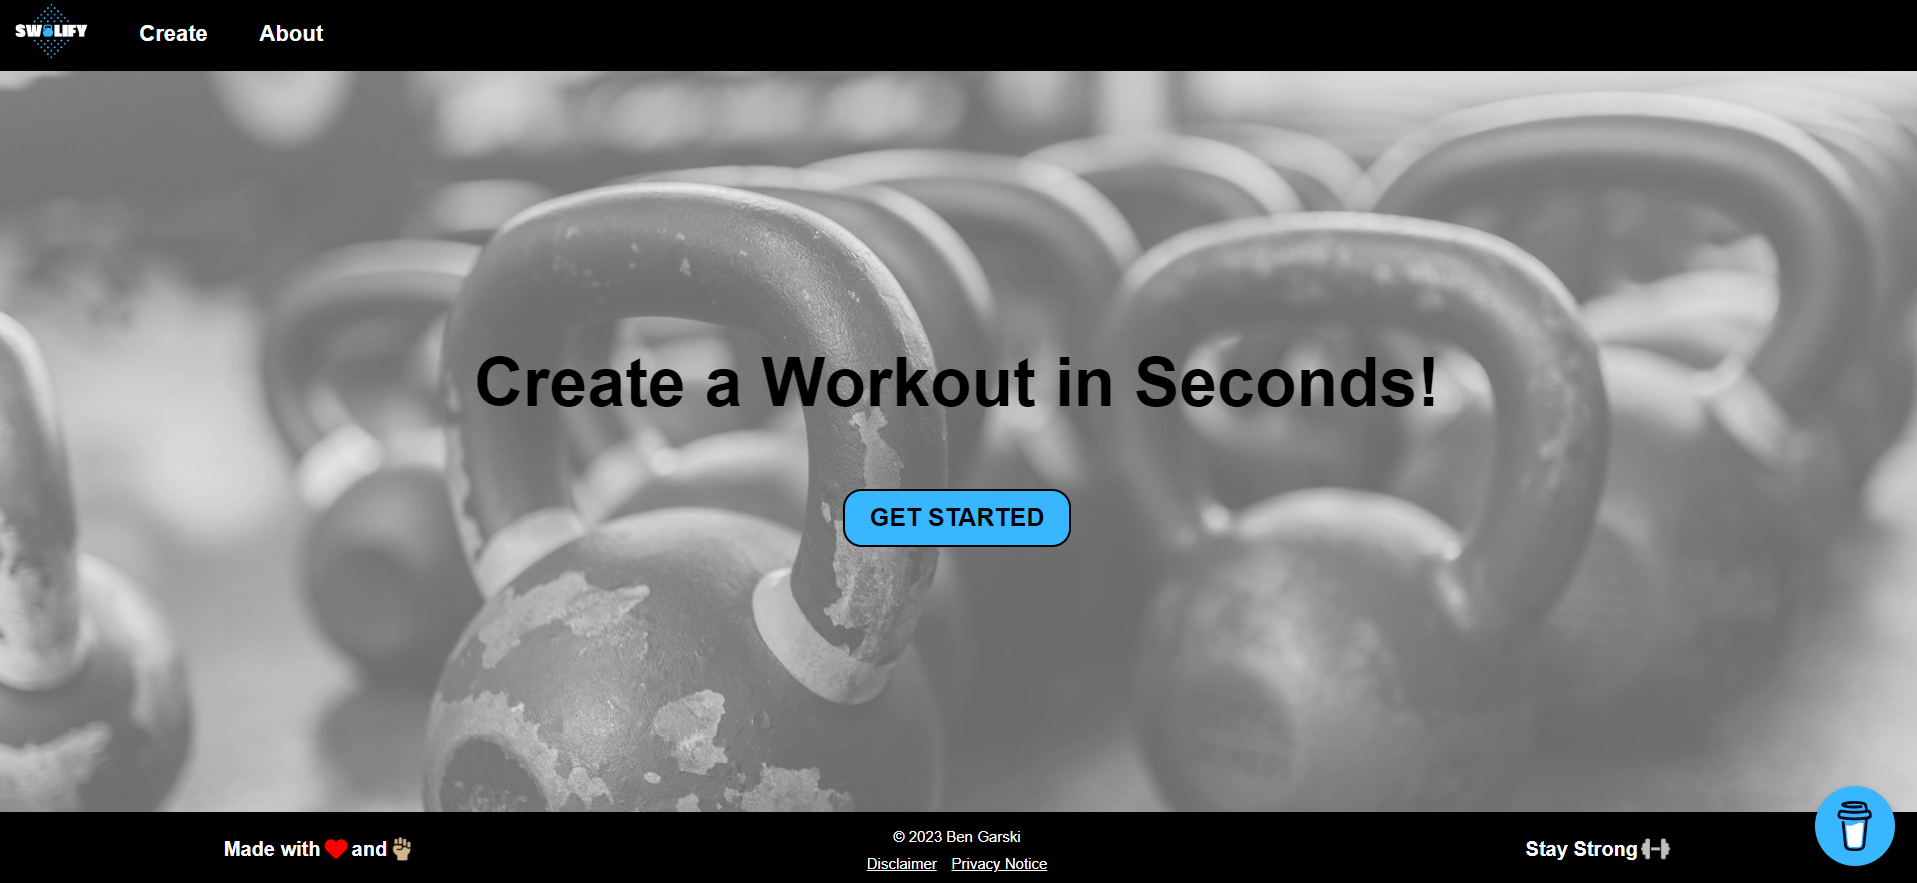 SWOLIFY
Create
About
Create a Workout in Seconds!
GET STARTED
Made with ❤ and ✊🏽
© 2023 Ben Garski
Disclaimer Privacy Notice
Stay Strong